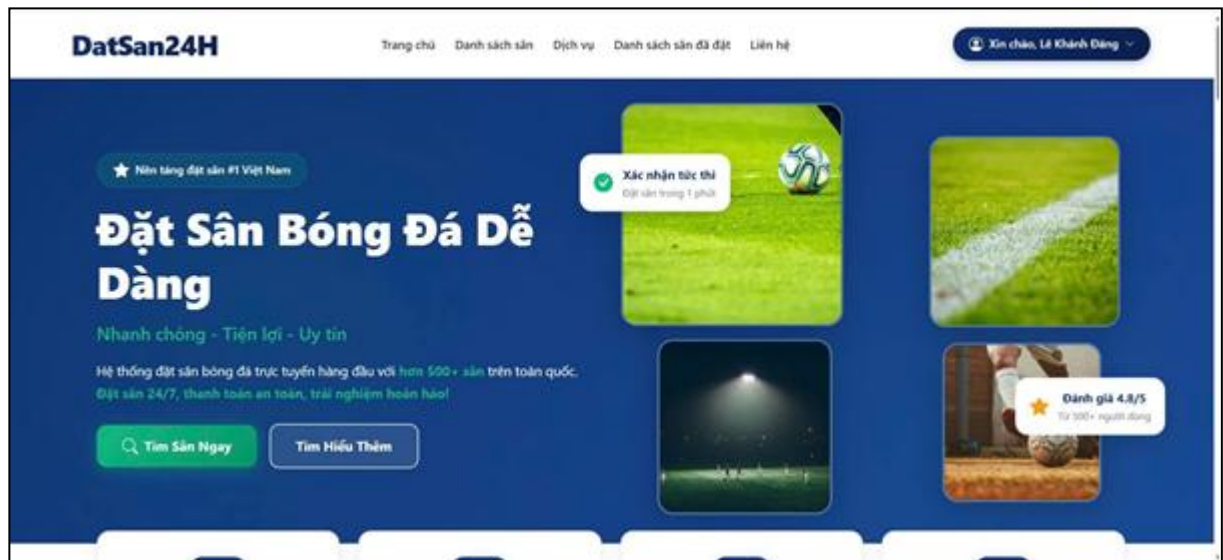 DatSan24H
Trang chủ
Danh sách sân
Dịch vụ
Danh sách sân đã đặt
Liên hệ
Xin chào, Lê Khánh Đăng
Nền tảng đặt sân #1 Việt Nam
Đặt Sân Bóng Đá Dễ
Dàng
Nhanh chóng - Tiện lợi - Uy tín
Hệ thống đặt sân bóng đá trực tuyến hàng đầu với hơn 500+ sân trên toàn quốc.
Đặt sân 24/7, thanh toán an toàn, trải nghiệm hoàn hảo!
Tìm Sân Ngay
Tìm Hiểu Thêm
Xác nhận tức thì
Đặt sân trong 1 phút
Đánh giá 4.8/5
Từ 500+ người dùng